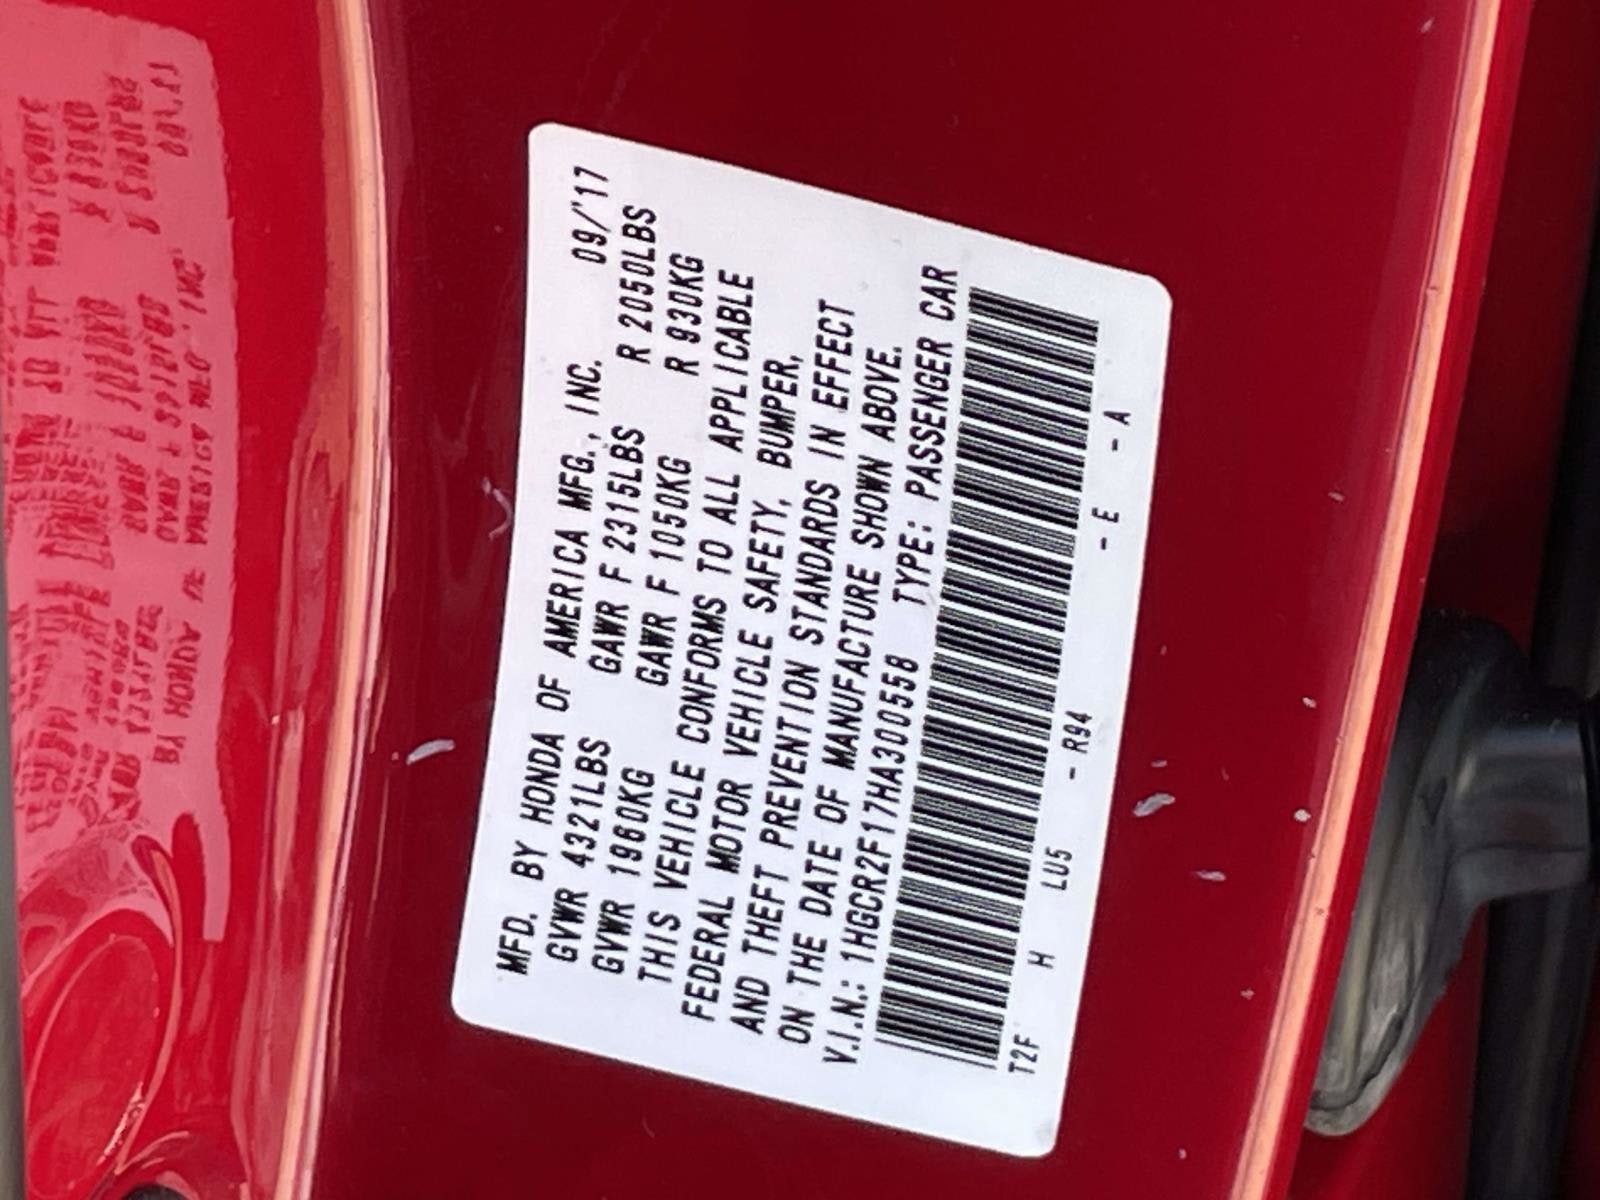 MFD. BY HONDA OF AMERICA MFG., INC. 09/'17
GVWR 4321LBS GAWR F 2315LBS R 2050LBS
GVWR 1960KG GAWR F 1050KG R 930KG
THIS VEHICLE CONFORMS TO ALL APPLICABLE
FEDERAL MOTOR VEHICLE SAFETY, BUMPER,
AND THEFT PREVENTION STANDARDS IN EFFECT
ON THE DATE OF MANUFACTURE SHOWN ABOVE.
V.I.N.: 1HGCR2F17HA300558 TYPE: PASSENGER CAR
T2F H LU5 - R94 - E - A